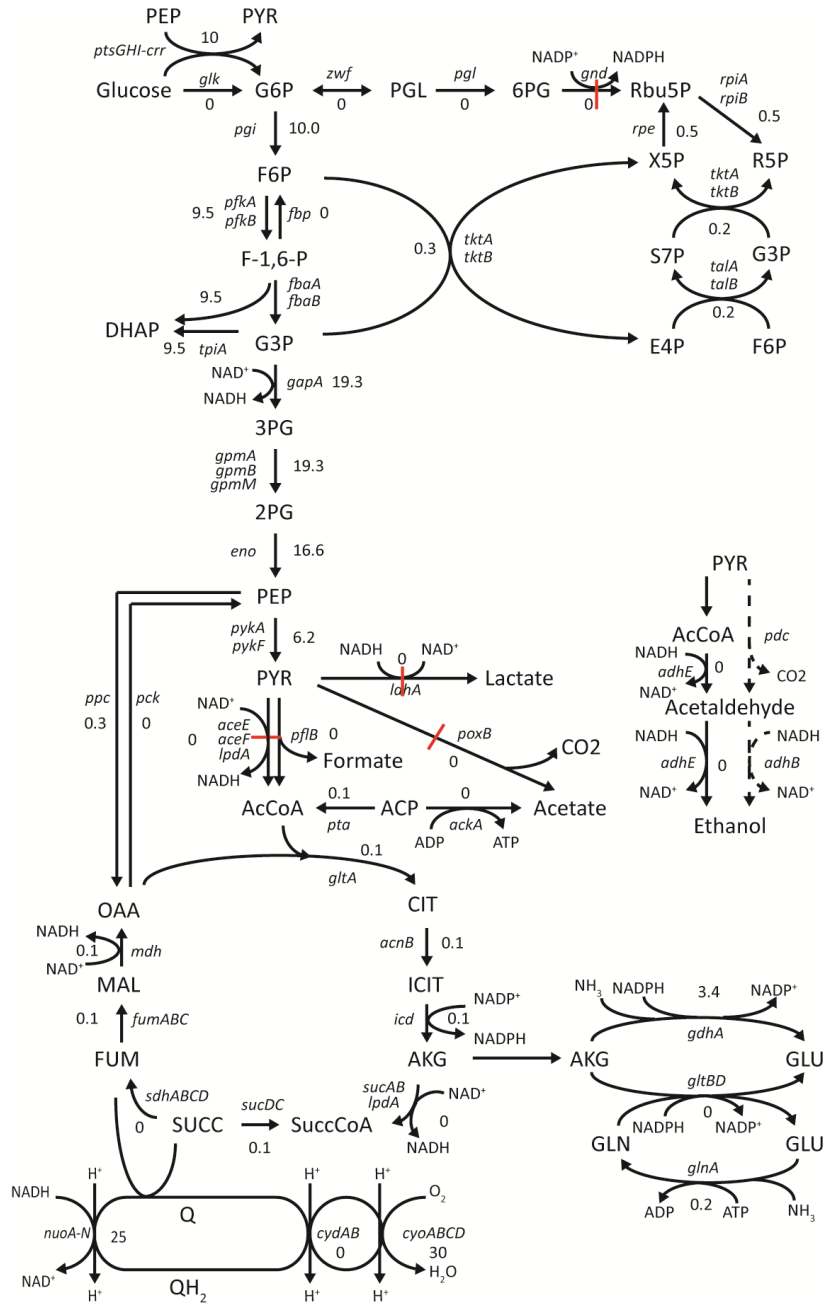 PEP PYR
ptsGHI-crr 10
Glucose glk 0 G6P zwf 0 PGL pgl 0 6PG NADP⁺ NADPH gnd 0 Rbu5P rpiA
rpiB
0.5
pgi 10.0
rpe 0.5
F6P
X5P R5P
9.5 pfkA
pfkB
fbp 0
0.3 tktA
tktB
tktA
tktB
0.2
F-1,6-P
S7P G3P
9.5 fbaA
fbaB
talA
talB
0.2
DHAP
9.5 tpiA
G3P
E4P F6P
NAD⁺
NADH
gapA 19.3
3PG
gpmA
gpmB
gpmM
19.3
2PG
eno 16.6
PEP
ppc
0.3
pck
0
pykA
pykF
6.2
PYR
NADH 0 NAD⁺
ldhA
Lactate
NAD⁺
0
aceE
aceF
lpdA
NADH
pflB 0
Formate
poxB
0
CO2
AcCoA 0.1 pta ACP 0 Acetate
ADP ackA ATP
PYR
AcCoA
pdc
NADH
adhE 0
NAD⁺
CO2
Acetaldehyde
NADH
adhE 0
NAD⁺
NADH
adhB
NAD⁺
Ethanol
0.1
gltA
OAA CIT
NADH
0.1
NAD⁺
mdh
acnB 0.1
MAL ICIT
0.1 fumABC
icd NADP⁺
0.1
NADPH
FUM AKG AKG GLU
NH₃ NADPH 3.4 NADP⁺
gdhA
gltBD
0
NADPH NADP⁺
GLN GLU
glnA
ADP 0.2 ATP NH₃
sdhABCD
0
SUCC sucDC
0.1
SuccCoA
sucAB
lpdA
NAD⁺
0
NADH
H⁺ H⁺ H⁺
NADH Q O₂
nuoA-N 25 cydAB
0
cyoABCD
30
NAD⁺ QH₂ H₂O
H⁺ H⁺ H⁺